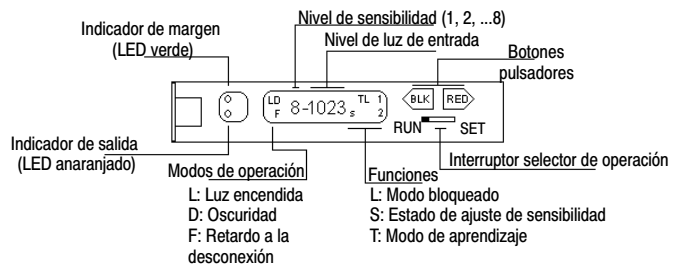 Indicador de margen
(LED verde)
Nivel de sensibilidad (1, 2, ...8)
Nivel de luz de entrada
Botones
pulsadores
LD
F
8-1023
s
TL 1
2
BLK
RED
RUN
SET
Indicador de salida
(LED anaranjado)
Modos de operación
L: Luz encendida
D: Oscuridad
F: Retardo a la
desconexión
Funciones
L: Modo bloqueado
S: Estado de ajuste de sensibilidad
T: Modo de aprendizaje
Interruptor selector de operación